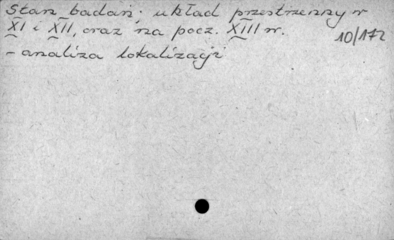 Stan badań; układ przestrzenny w
XI i XII, oraz na pocz. XIII w.
10/172
- analiza lokalizacji